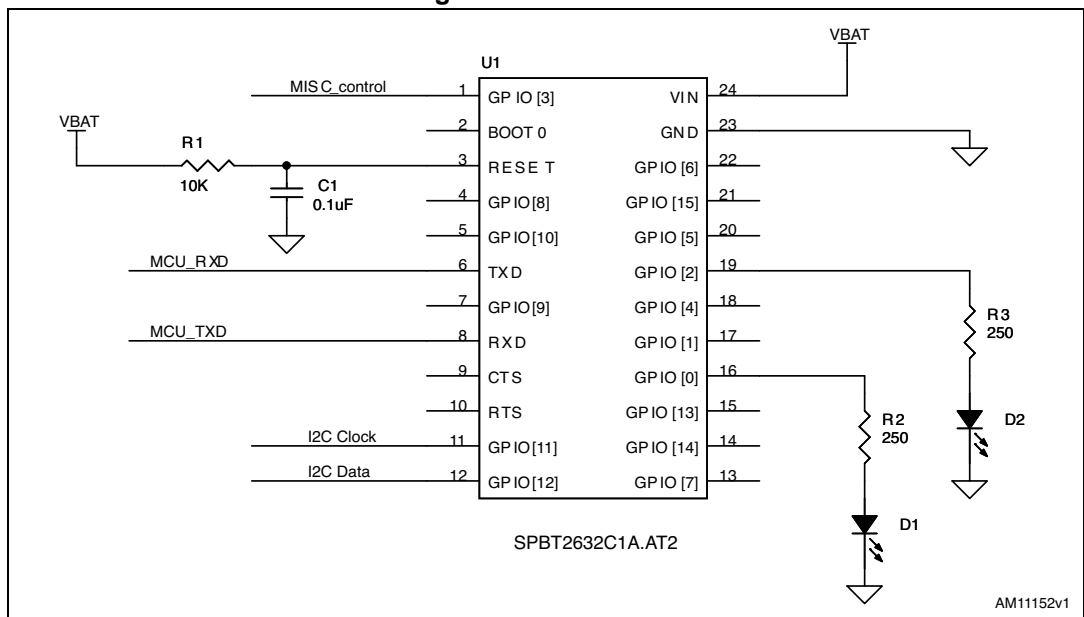 VBAT
U1
MISC_control
1
GPIO [3]
VIN
24
2
BOOT 0
GND
23
VBAT
R1
10K
3
RESET
GPIO [6]
22
C1
0.1uF
4
GPIO[8]
GPIO [15]
21
5
GPIO[10]
GPIO [5]
20
MCU_RXD
6
TXD
GPIO [2]
19
7
GPIO[9]
GPIO [4]
18
R3
250
MCU_TXD
8
RXD
GPIO [1]
17
9
CTS
GPIO [0]
16
10
RTS
GPIO [13]
15
R2
250
D2
I2C Clock
11
GPIO[11]
GPIO [14]
14
I2C Data
12
GPIO[12]
GPIO [7]
13
D1
SPBT2632C1A.AT2
AM11152v1